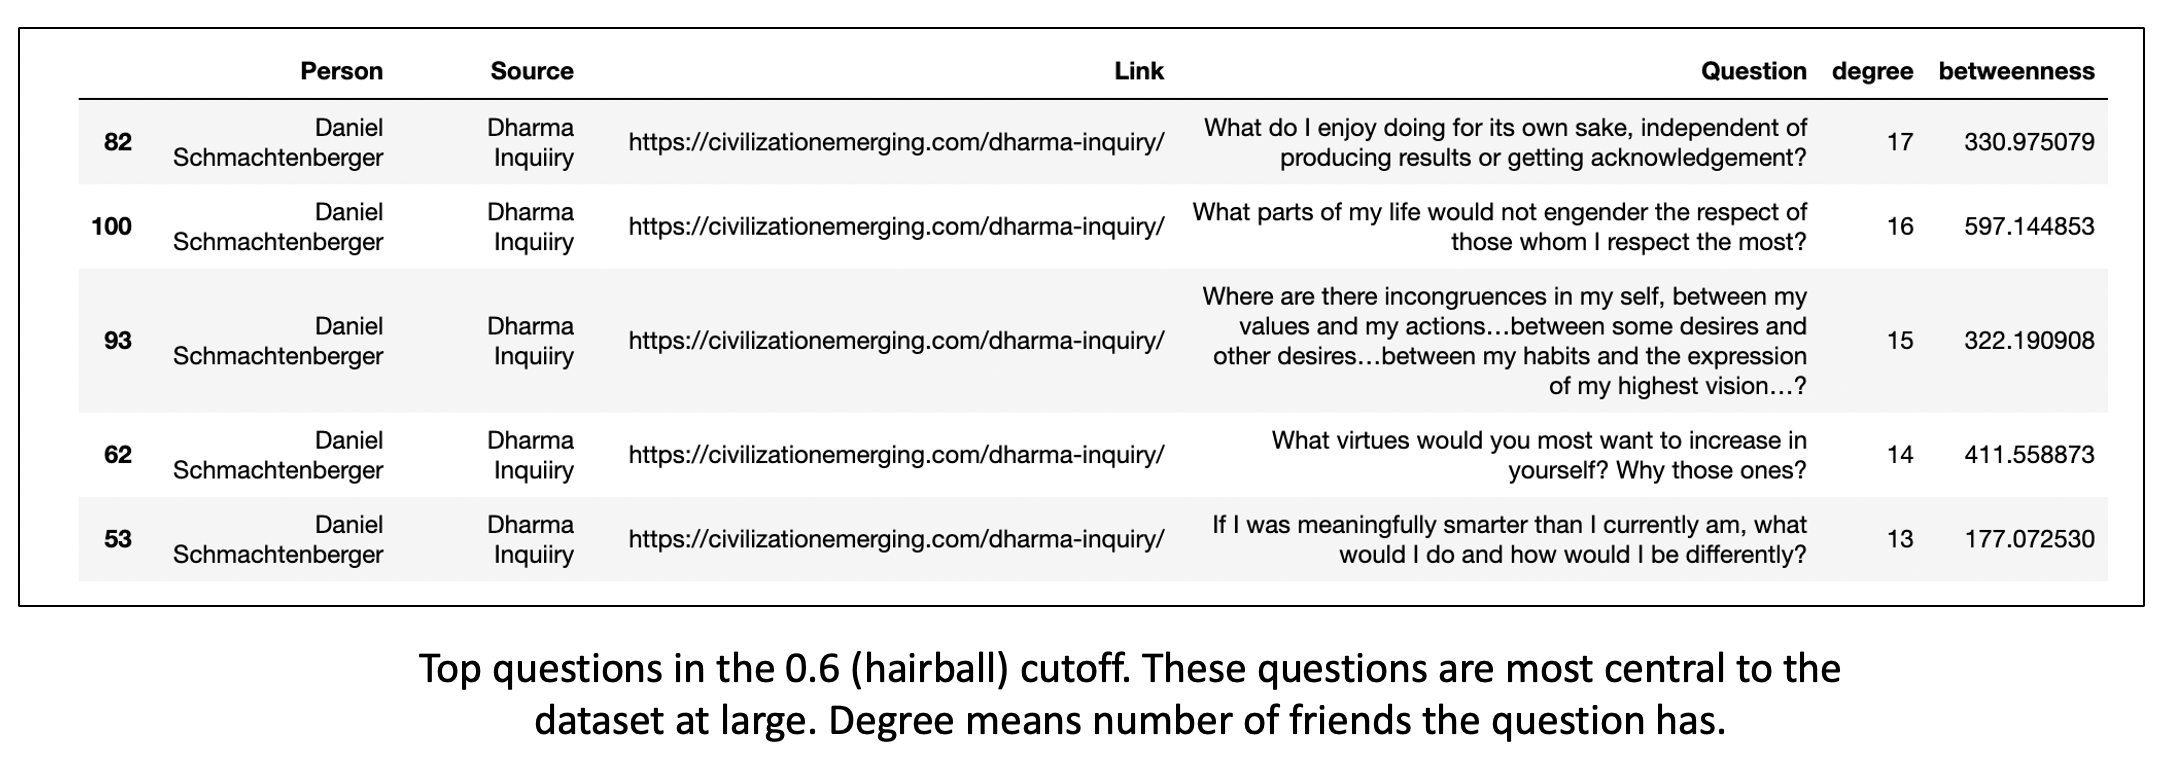 Person Source Link Question degree betweenness
82 Daniel Schmachtenberger Dharma Inquiiry https://civilizationemerging.com/dharma-inquiry/ What do I enjoy doing for its own sake, independent of producing results or getting acknowledgement? 17 330.975079
100 Daniel Schmachtenberger Dharma Inquiiry https://civilizationemerging.com/dharma-inquiry/ What parts of my life would not engender the respect of those whom I respect the most? 16 597.144853
93 Daniel Schmachtenberger Dharma Inquiiry https://civilizationemerging.com/dharma-inquiry/ Where are there incongruences in my self, between my values and my actions…between some desires and other desires…between my habits and the expression of my highest vision…? 15 322.190908
62 Daniel Schmachtenberger Dharma Inquiiry https://civilizationemerging.com/dharma-inquiry/ What virtues would you most want to increase in yourself? Why those ones? 14 411.558873
53 Daniel Schmachtenberger Dharma Inquiiry https://civilizationemerging.com/dharma-inquiry/ If I was meaningfully smarter than I currently am, what would I do and how would I be differently? 13 177.072530
Top questions in the 0.6 (hairball) cutoff. These questions are most central to the
dataset at large. Degree means number of friends the question has.